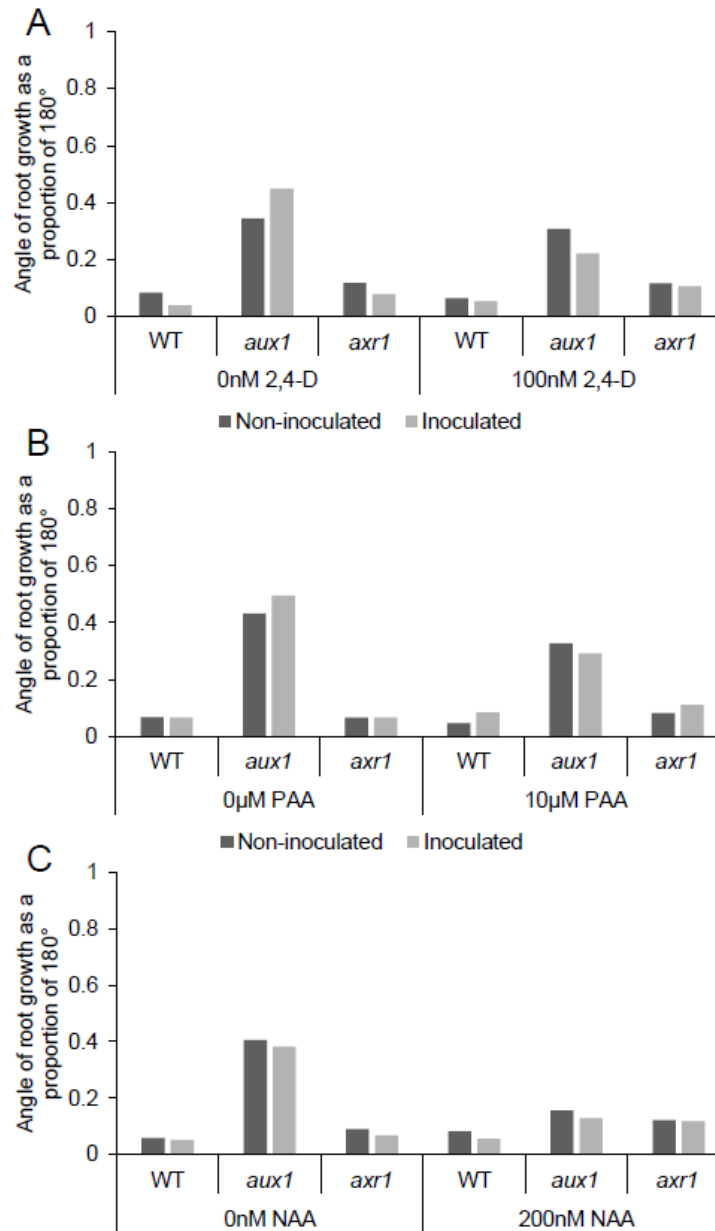 A
Angle of root growth as a
proportion of 180°
1
0.8
0.6
0.4
0.2
0
WT aux1 axr1 WT aux1 axr1
0nM 2,4-D 100nM 2,4-D
Non-inoculated Inoculated
B
Angle of root growth as a
proportion of 180°
1
0.8
0.6
0.4
0.2
0
WT aux1 axr1 WT aux1 axr1
0µM PAA 10µM PAA
Non-inoculated Inoculated
C
Angle of root growth as a
proportion of 180°
1
0.8
0.6
0.4
0.2
0
WT aux1 axr1 WT aux1 axr1
0nM NAA 200nM NAA